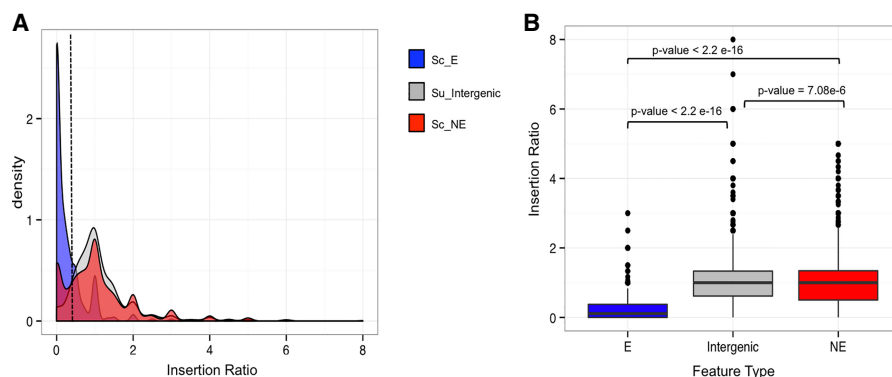 A
density
2
1
0
0
2
4
6
8
Insertion Ratio
Sc_E
Su_Intergenic
Sc_NE
B
Insertion Ratio
8
6
4
2
0
p-value < 2.2 e-16
p-value < 2.2 e-16
p-value = 7.08e-6
E
Intergenic
NE
Feature Type